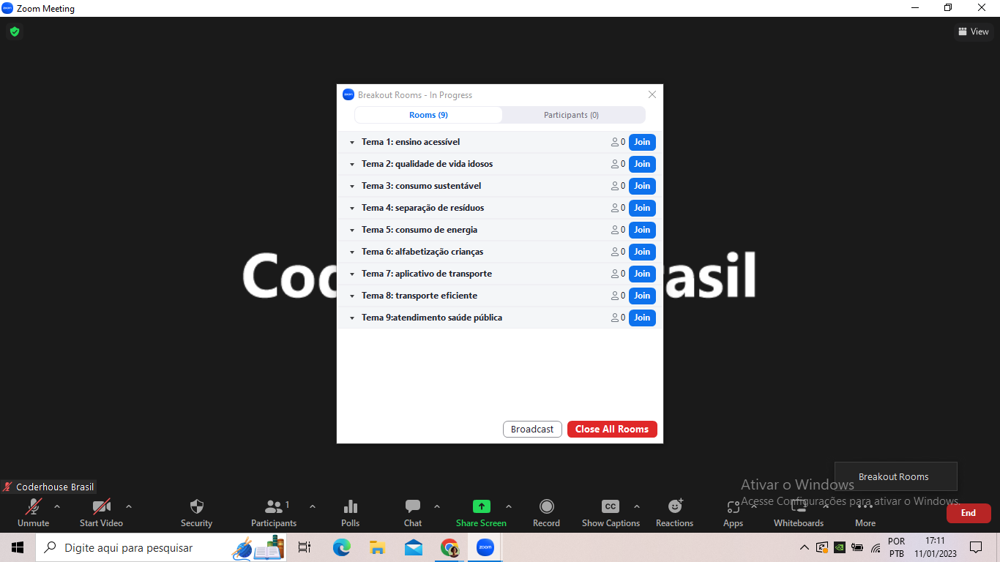 Zoom Meeting
View
zoom Breakout Rooms - In Progress
Rooms (9) Participants (0)
Tema 1: ensino acessível 0 Join
Tema 2: qualidade de vida idosos 0 Join
Tema 3: consumo sustentável 0 Join
Tema 4: separação de resíduos 0 Join
Tema 5: consumo de energia 0 Join
Tema 6: alfabetização crianças 0 Join
Tema 7: aplicativo de transporte 0 Join
Tema 8: transporte eficiente 0 Join
Tema 9:atendimento saúde pública 0 Join
Cod rasil
Broadcast Close All Rooms
Breakout Rooms
Coderhouse Brasil
Ativar o Windows
Acesse Configurações para ativar o Windows.
1 CC
Unmute Start Video Security Participants Polls Chat Share Screen Record Show Captions Reactions Apps Whiteboards More End
Digite aqui para pesquisar zoom POR 17:11
PTB 11/01/2023